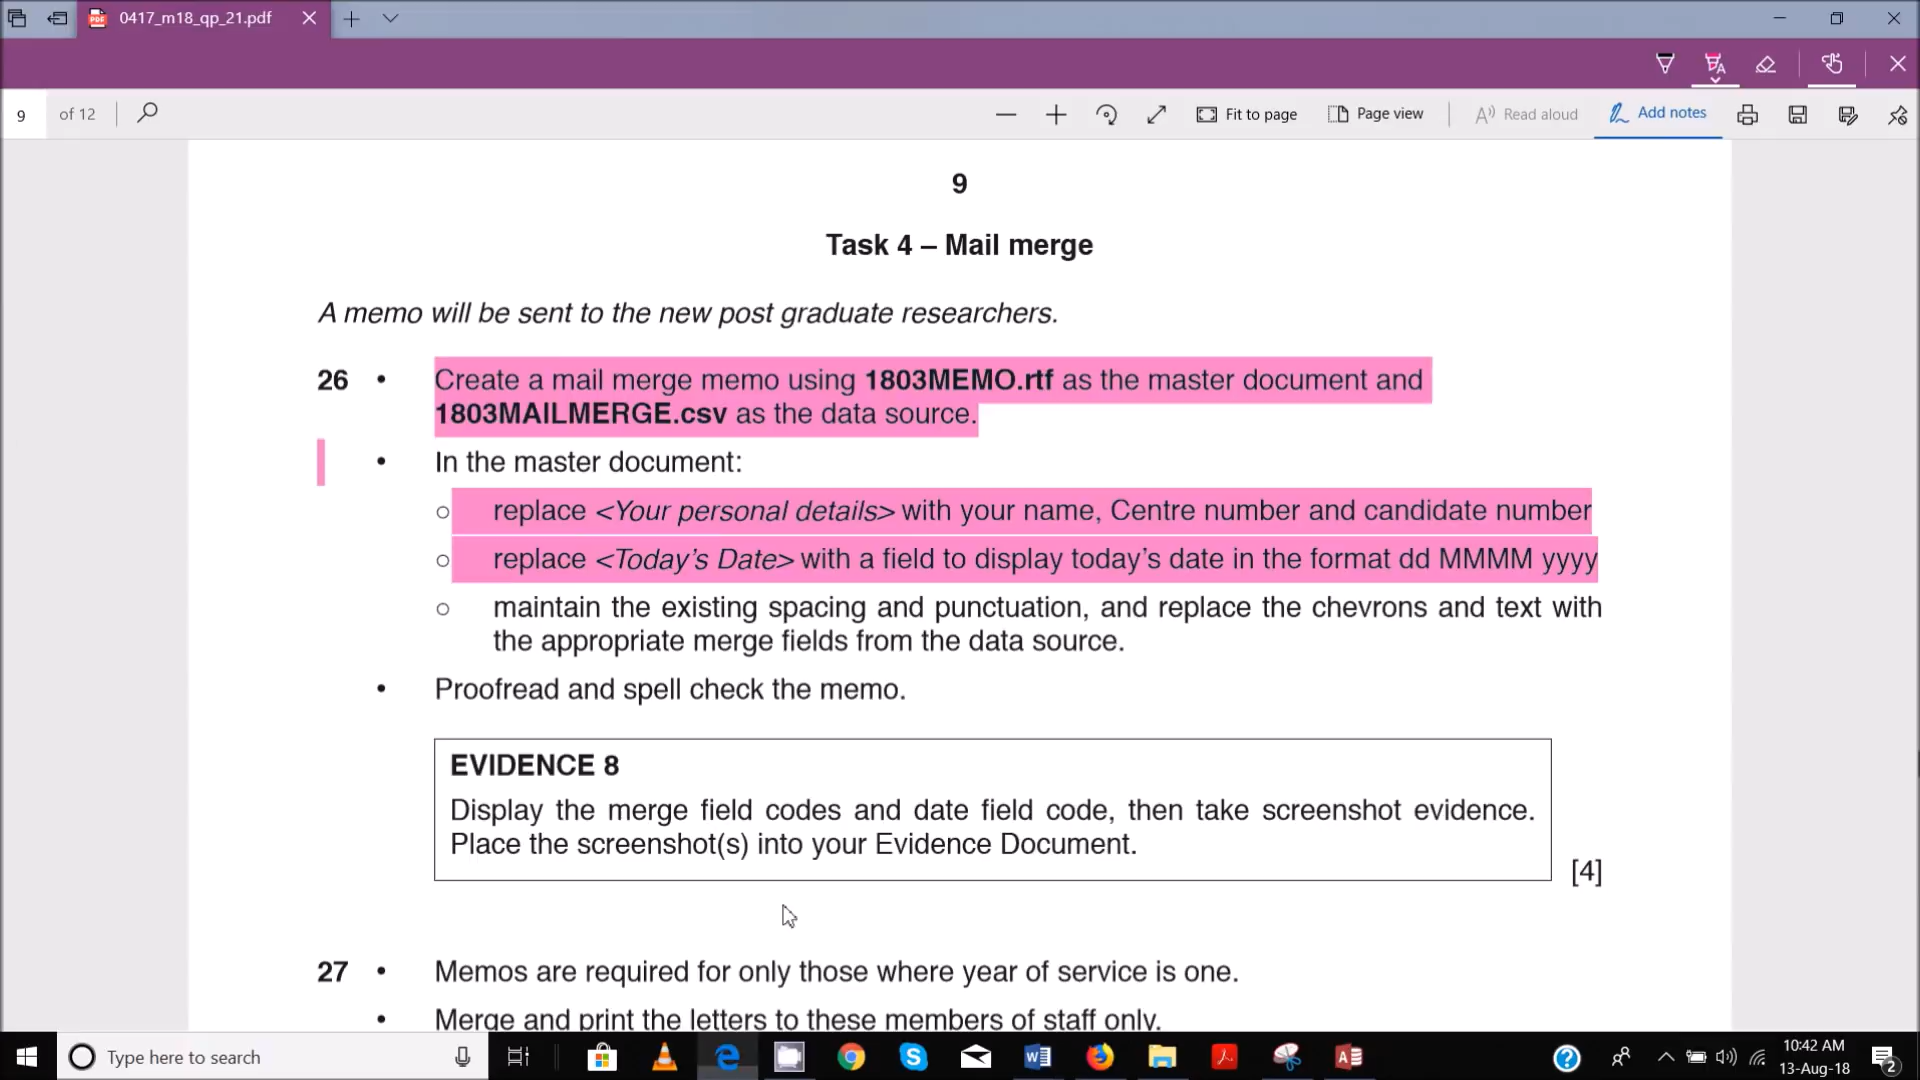 0417_m18_qp_21.pdf
9 of 12
Fit to page
Page view
Read aloud
Add notes
9
Task 4 – Mail merge
A memo will be sent to the new post graduate researchers.
26 • Create a mail merge memo using 1803MEMO.rtf as the master document and
1803MAILMERGE.csv as the data source.
• In the master document:
○ replace <Your personal details> with your name, Centre number and candidate number
○ replace <Today’s Date> with a field to display today’s date in the format dd MMMM yyyy
○ maintain the existing spacing and punctuation, and replace the chevrons and text with
the appropriate merge fields from the data source.
• Proofread and spell check the memo.
EVIDENCE 8
Display the merge field codes and date field code, then take screenshot evidence.
Place the screenshot(s) into your Evidence Document.
[4]
27 • Memos are required for only those where year of service is one.
• Merge and print the letters to these members of staff only.
Type here to search
10:42 AM
13-Aug-18
2